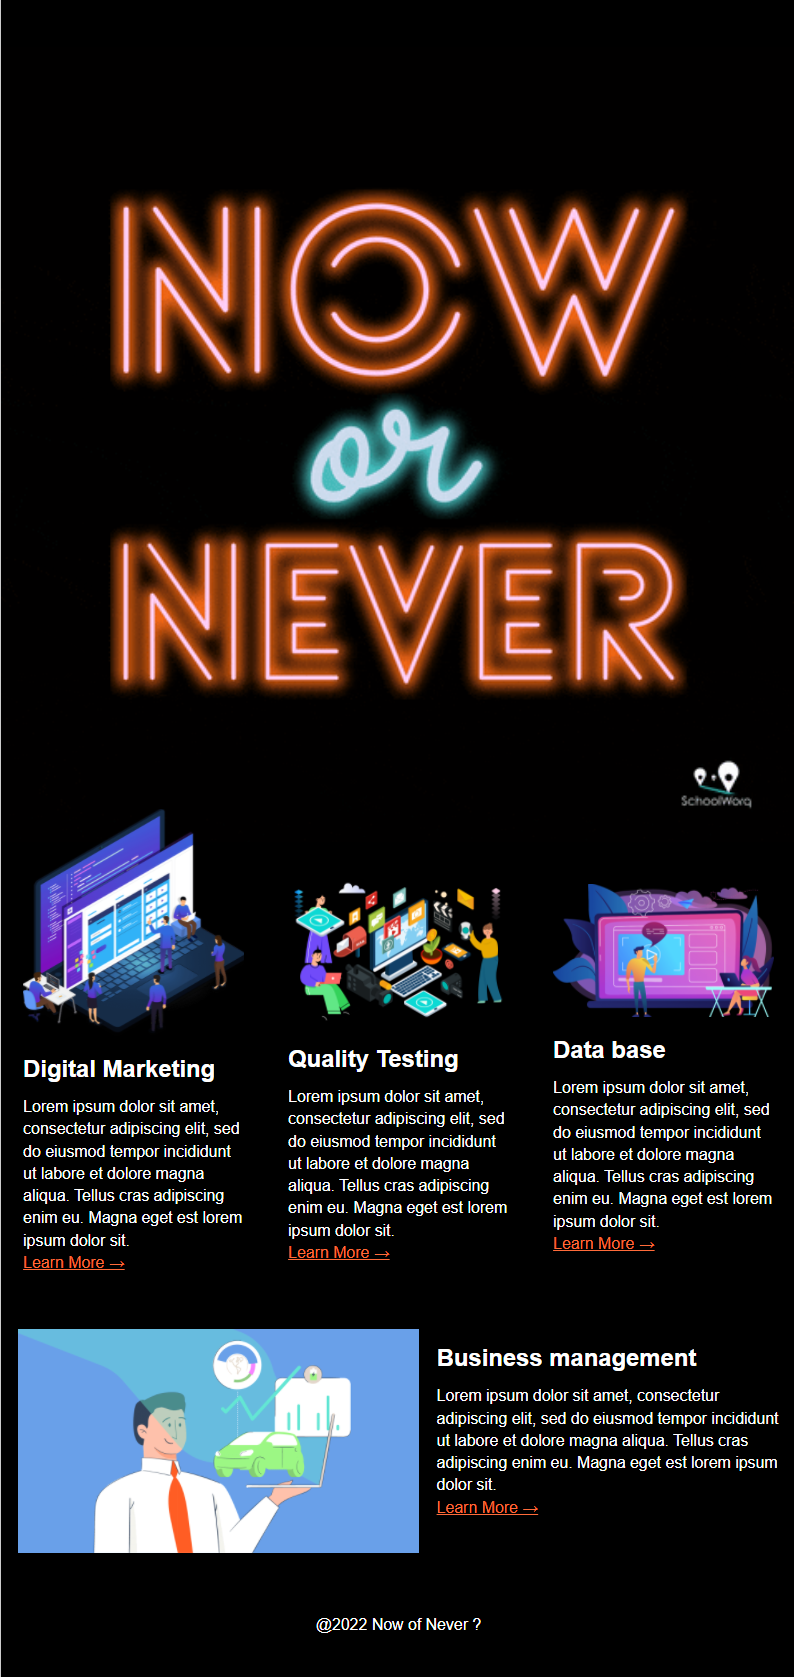 NOW
or
NEVER
SchoolWorq
Digital Marketing
Lorem ipsum dolor sit amet,
consectetur adipiscing elit, sed
do eiusmod tempor incididunt
ut labore et dolore magna
aliqua. Tellus cras adipiscing
enim eu. Magna eget est lorem
ipsum dolor sit.
Learn More →
Quality Testing
Lorem ipsum dolor sit amet,
consectetur adipiscing elit, sed
do eiusmod tempor incididunt
ut labore et dolore magna
aliqua. Tellus cras adipiscing
enim eu. Magna eget est lorem
ipsum dolor sit.
Learn More →
Data base
Lorem ipsum dolor sit amet,
consectetur adipiscing elit, sed
do eiusmod tempor incididunt
ut labore et dolore magna
aliqua. Tellus cras adipiscing
enim eu. Magna eget est lorem
ipsum dolor sit.
Learn More →
Business management
Lorem ipsum dolor sit amet, consectetur
adipiscing elit, sed do eiusmod tempor incididunt
ut labore et dolore magna aliqua. Tellus cras
adipiscing enim eu. Magna eget est lorem ipsum
dolor sit.
Learn More →
@2022 Now of Never ?